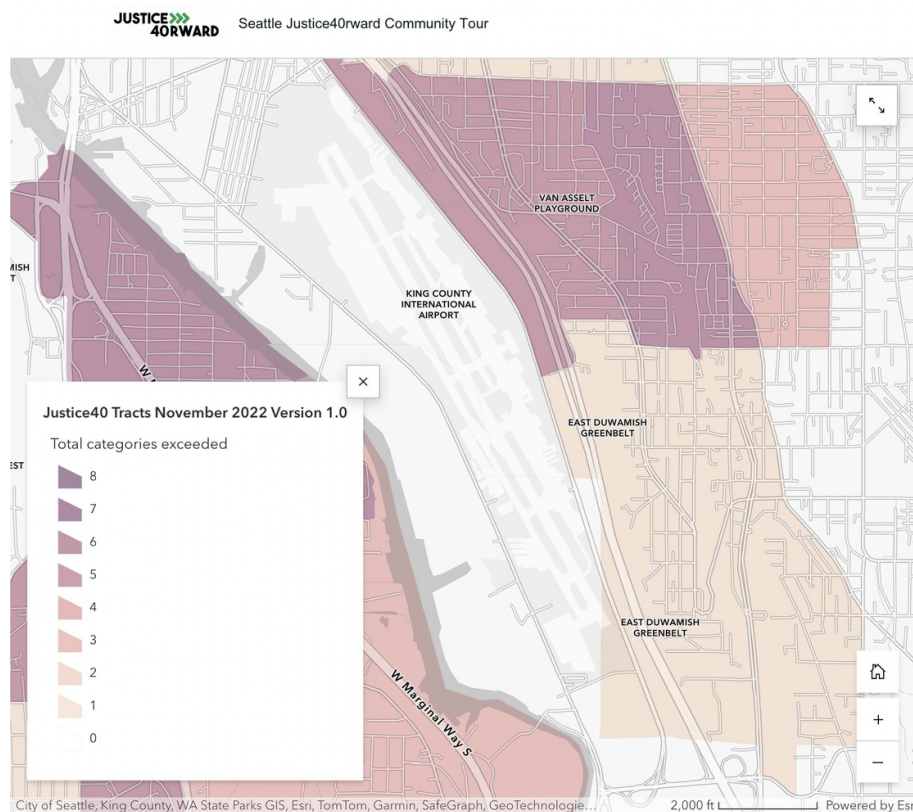 JUSTICE
40RWARD
Seattle Justice40rward Community Tour
VAN ASSELT
PLAYGROUND
MISH
T
KING COUNTY
INTERNATIONAL
AIRPORT
W
Justice40 Tracts November 2022 Version 1.0
Total categories exceeded
EAST DUWAMISH
GREENBELT
EST
8
7
6
5
4
3
2
1
0
EAST DUWAMISH
GREENBELT
W Marginal Way S
City of Seattle, King County, WA State Parks GIS, Esri, TomTom, Garmin, SafeGraph, GeoTechnologie...
2,000 ft
Powered by Esri